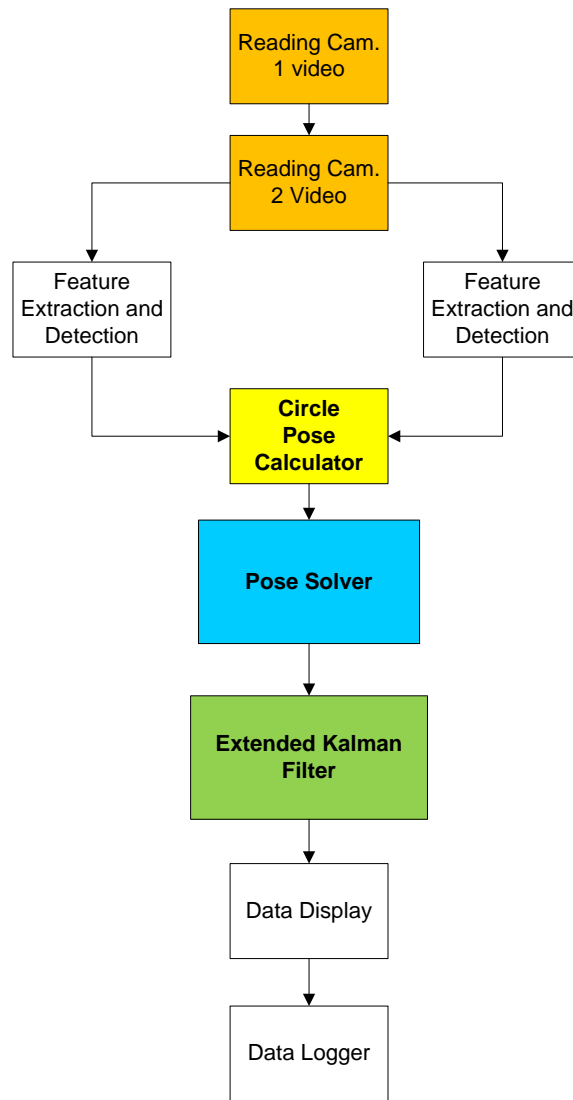 Reading Cam.
1 video
Reading Cam.
2 Video
Feature
Extraction and
Detection
Feature
Extraction and
Detection
Circle
Pose
Calculator
Pose Solver
Extended Kalman
Filter
Data Display
Data Logger